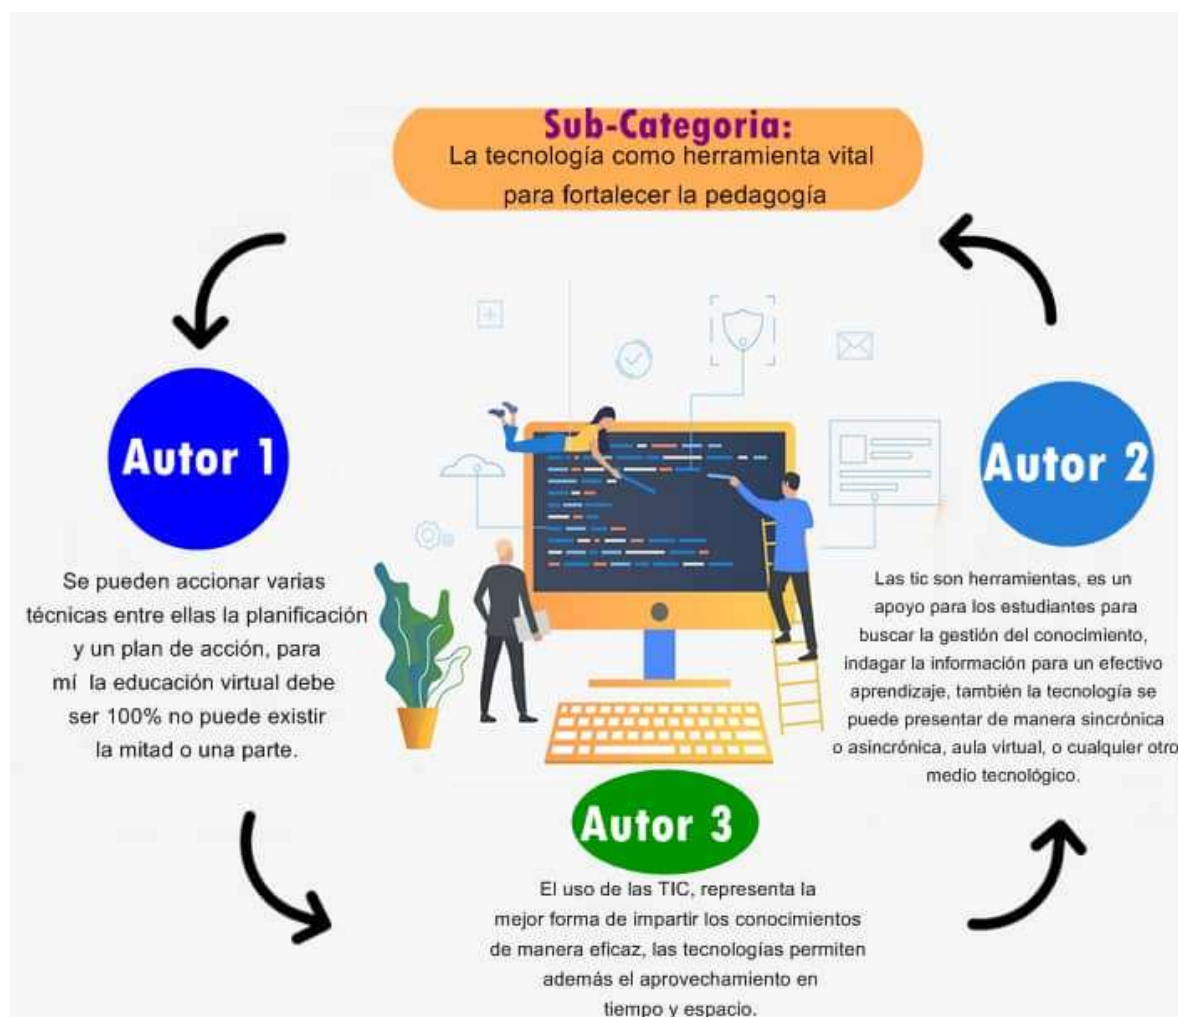 Sub-Categoria:
La tecnología como herramienta vital
para fortalecer la pedagogía
Autor 1
Se pueden accionar varias
técnicas entre ellas la planificación
y un plan de acción, para
mí la educación virtual debe
ser 100% no puede existir
la mitad o una parte.
Autor 2
Las tic son herramientas, es un
apoyo para los estudiantes para
buscar la gestión del conocimiento,
indagar la información para un efectivo
aprendizaje, también la tecnología se
puede presentar de manera sincrónica
o asincrónica, aula virtual, o cualquier otro
medio tecnológico.
Autor 3
El uso de las TIC, representa la
mejor forma de impartir los conocimientos
de manera eficaz, las tecnologías permiten
además el aprovechamiento en
tiempo y espacio.